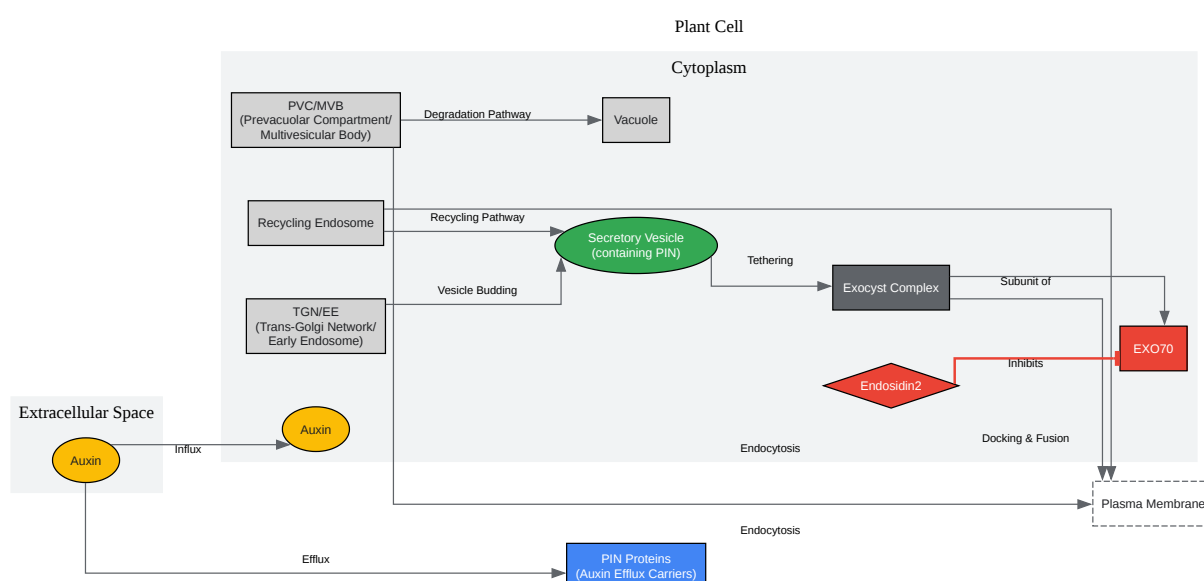 Plant Cell
Cytoplasm
PVC/MVB
(Prevacuolar Compartment/
Multivesicular Body)
Degradation Pathway
Vacuole
Recycling Endosome
Recycling Pathway
Secretory Vesicle
(containing PIN)
Tethering
Exocyst Complex
Subunit of
Vesicle Budding
TGN/EE
(Trans-Golgi Network/
Early Endosome)
EXO70
Inhibits
Endosidin2
Extracellular Space
Auxin
Influx
Auxin
Docking & Fusion
Endocytosis
Plasma Membrane
Endocytosis
Efflux
PIN Proteins
(Auxin Efflux Carriers)